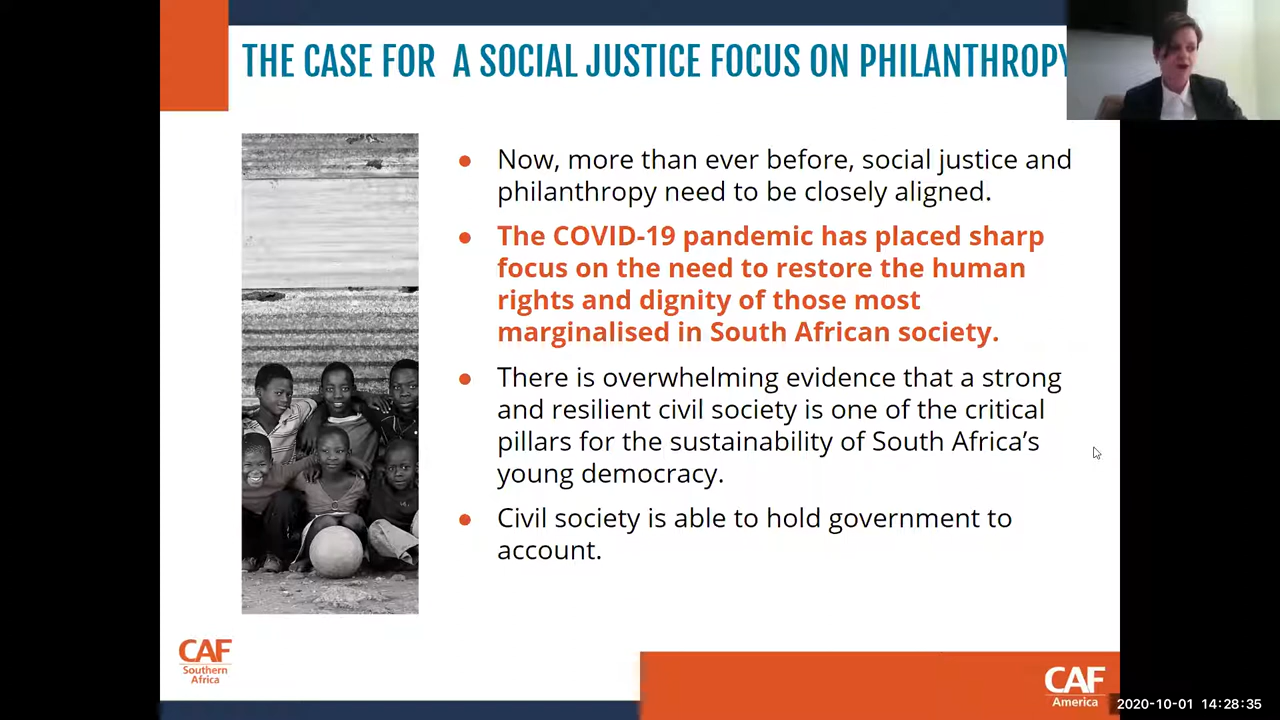 THE CASE FOR A SOCIAL JUSTICE FOCUS ON PHILANTHROPY
Now, more than ever before, social justice and
philanthropy need to be closely aligned.
The COVID-19 pandemic has placed sharp
focus on the need to restore the human
rights and dignity of those most
marginalised in South African society.
There is overwhelming evidence that a strong
and resilient civil society is one of the critical
pillars for the sustainability of South Africa’s
young democracy.
Civil society is able to hold government to
account.
CAF
Southern
Africa
CAF
America
2020-10-01 14:28:35